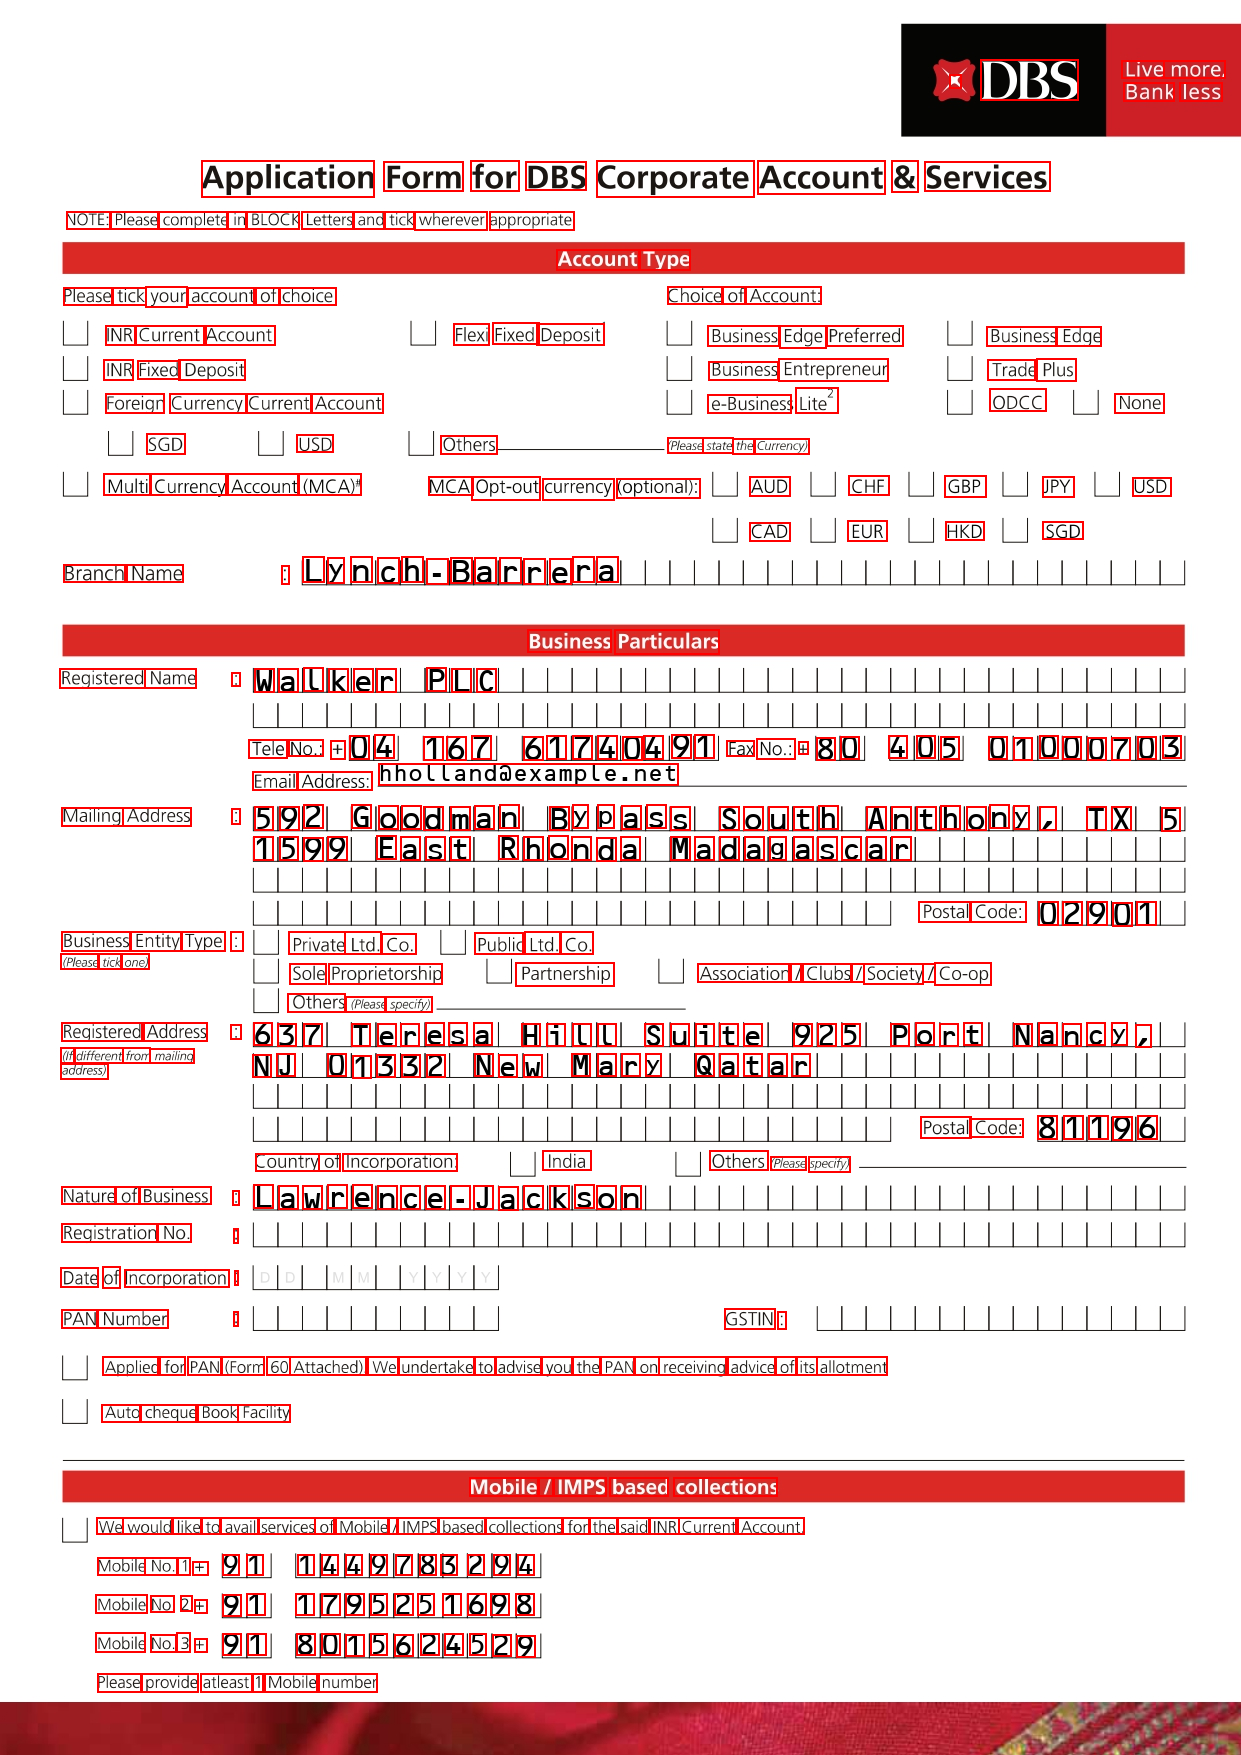 DBS Live more,
Bank less
Application Form for DBS Corporate Account & Services
NOTE: Please complete in BLOCK Letters and tick wherever appropriate
Account Type
Please tick your account of choice Choice of Account:
INR Current Account Flexi Fixed Deposit Business Edge Preferred Business Edge
INR Fixed Deposit Business Entrepreneur Trade Plus
Foreign Currency Current Account e-Business Lite2 ODCC None
SGD USD Others (Please state the Currency)
Multi Currency Account (MCA)# MCA Opt-out currency (optional): AUD CHF GBP JPY USD
CAD EUR HKD SGD
Branch Name : Lynch-Barrera
Business Particulars
Registered Name : Walker PLC
Tele No.: + 04 167 61740491 Fax No.: + 80 405 01000703
Email Address: hholland@example.net
Mailing Address : 592 Goodman Bypass South Anthony, TX 5
1599 East Rhonda Madagascar
Postal Code: 02901
Business Entity Type : Private Ltd. Co. Public Ltd. Co.
(Please tick one)
Sole Proprietorship Partnership Association / Clubs / Society / Co-op
Others (Please specify)
Registered Address : 637 Teresa Hill Suite 925 Port Nancy,
(If different from mailing address) NJ 01332 New Mary Qatar
Postal Code: 81196
Country of Incorporation: India Others (Please specify)
Nature of Business : Lawrence-Jackson
Registration No. :
Date of Incorporation : D D M M Y Y Y Y
PAN Number : GSTIN :
Applied for PAN (Form 60 Attached). We undertake to advise you the PAN on receiving advice of its allotment
Auto cheque Book Facility
Mobile / IMPS based collections
We would like to avail services of Mobile / IMPS based collections for the said INR Current Account.
Mobile No. 1 + 91 1449783294
Mobile No. 2 + 91 1795251698
Mobile No. 3 + 91 8015624529
Please provide atleast 1 Mobile number